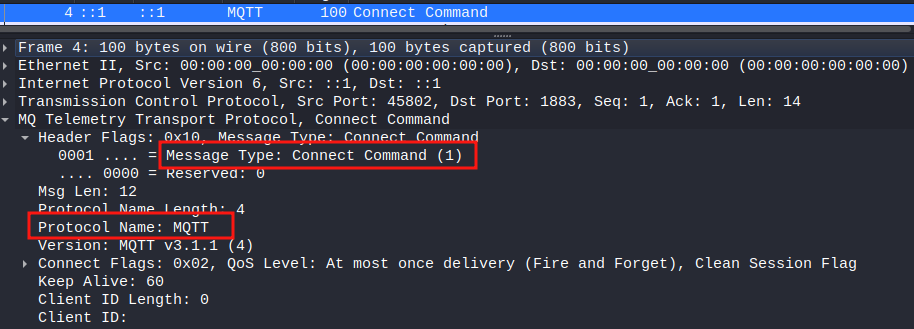 4 ::1 ::1 MQTT 100 Connect Command
Frame 4: 100 bytes on wire (800 bits), 100 bytes captured (800 bits)
Ethernet II, Src: 00:00:00_00:00:00 (00:00:00:00:00:00), Dst: 00:00:00_00:00:00 (00:00:00:00:00:00)
Internet Protocol Version 6, Src: ::1, Dst: ::1
Transmission Control Protocol, Src Port: 45802, Dst Port: 1883, Seq: 1, Ack: 1, Len: 14
MQ Telemetry Transport Protocol, Connect Command
Header Flags: 0x10, Message Type: Connect Command
0001 .... = Message Type: Connect Command (1)
.... 0000 = Reserved: 0
Msg Len: 12
Protocol Name Length: 4
Protocol Name: MQTT
Version: MQTT v3.1.1 (4)
Connect Flags: 0x02, QoS Level: At most once delivery (Fire and Forget), Clean Session Flag
Keep Alive: 60
Client ID Length: 0
Client ID: